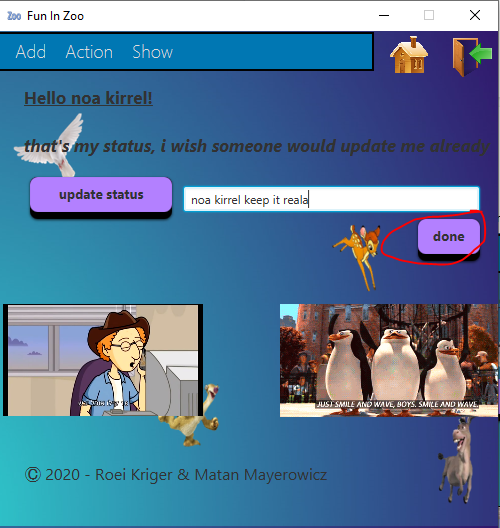 Zoo Fun In Zoo
Add Action Show
Hello noa kirrel!
that's my status, i wish someone would update me already
update status
noa kirrel keep it reala
done
JUST SMILE AND WAVE, BOYS. SMILE AND WAVE.
© 2020 - Roei Kriger & Matan Mayerowicz